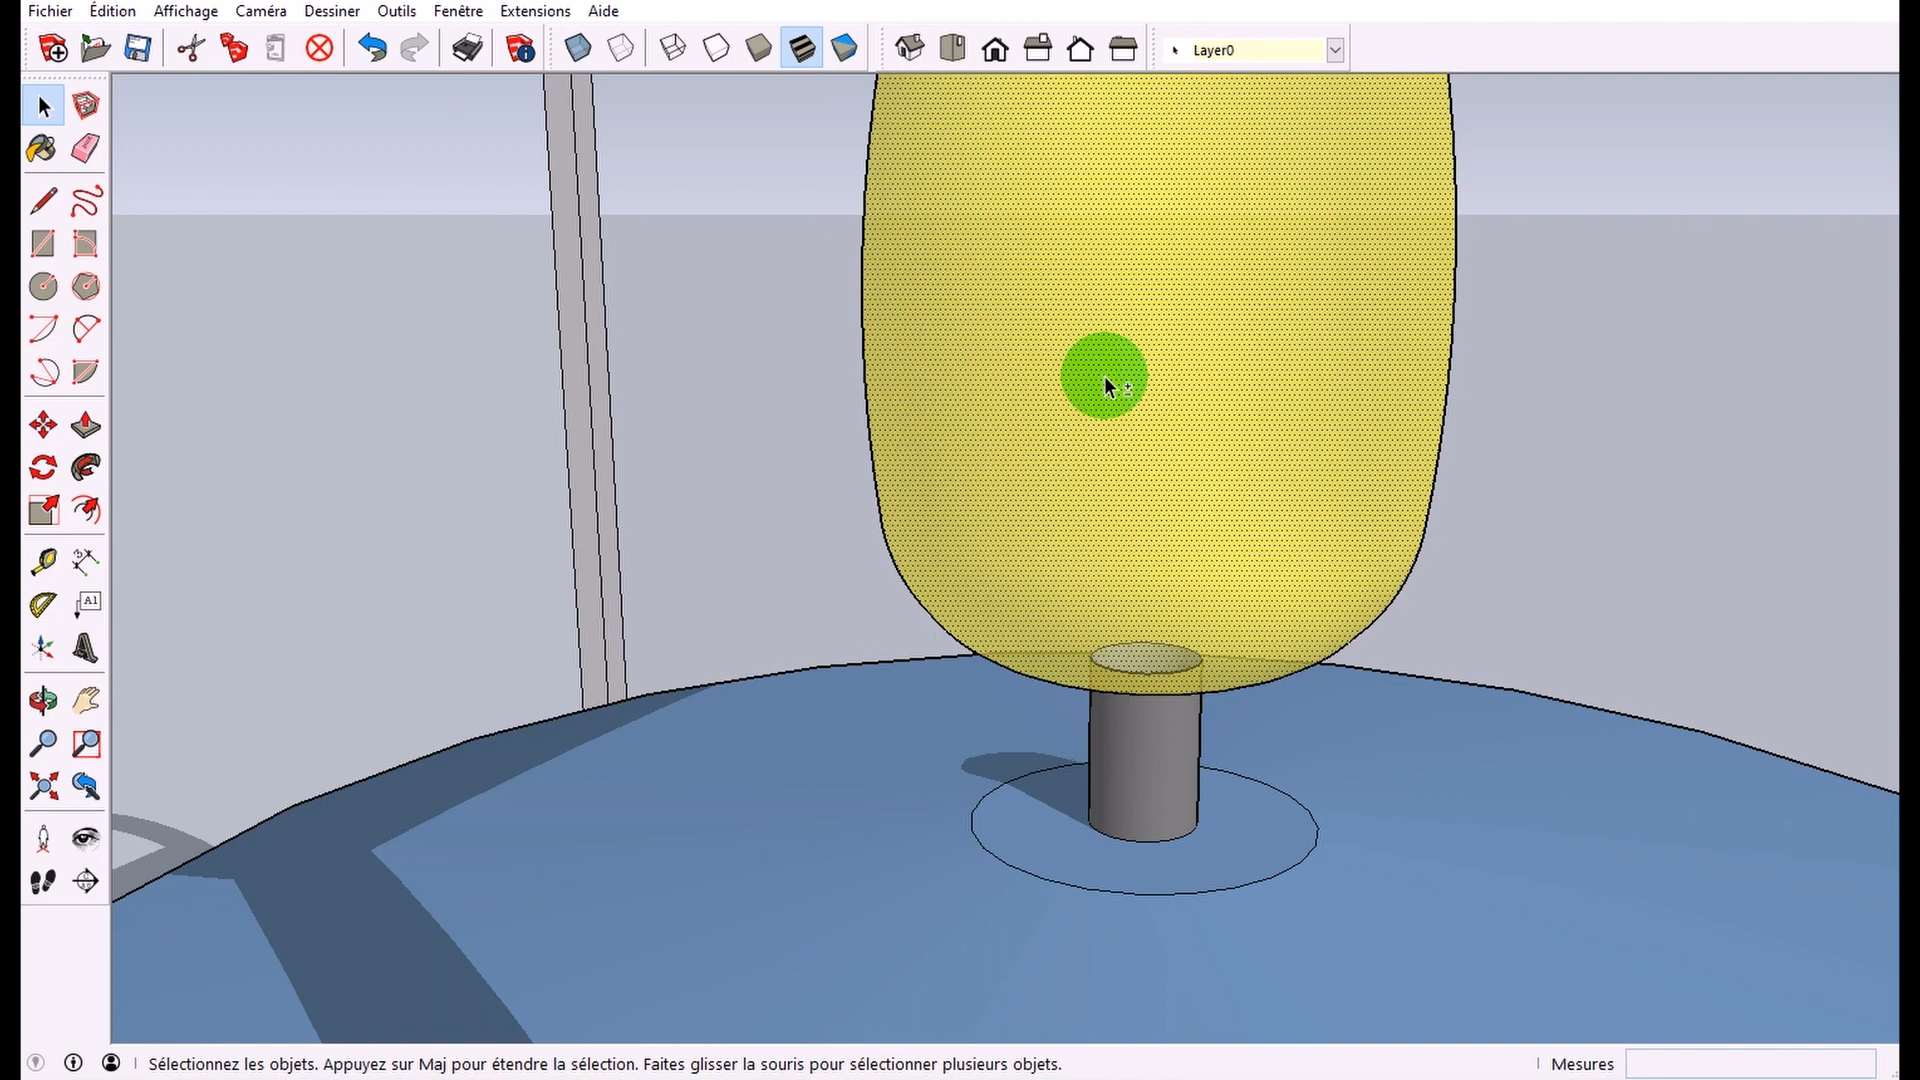 Fichier Édition Affichage Caméra Dessiner Outils Fenêtre Extensions Aide
Layer0
A1
Sélectionnez les objets. Appuyez sur Maj pour étendre la sélection. Faites glisser la souris pour sélectionner plusieurs objets.
Mesures